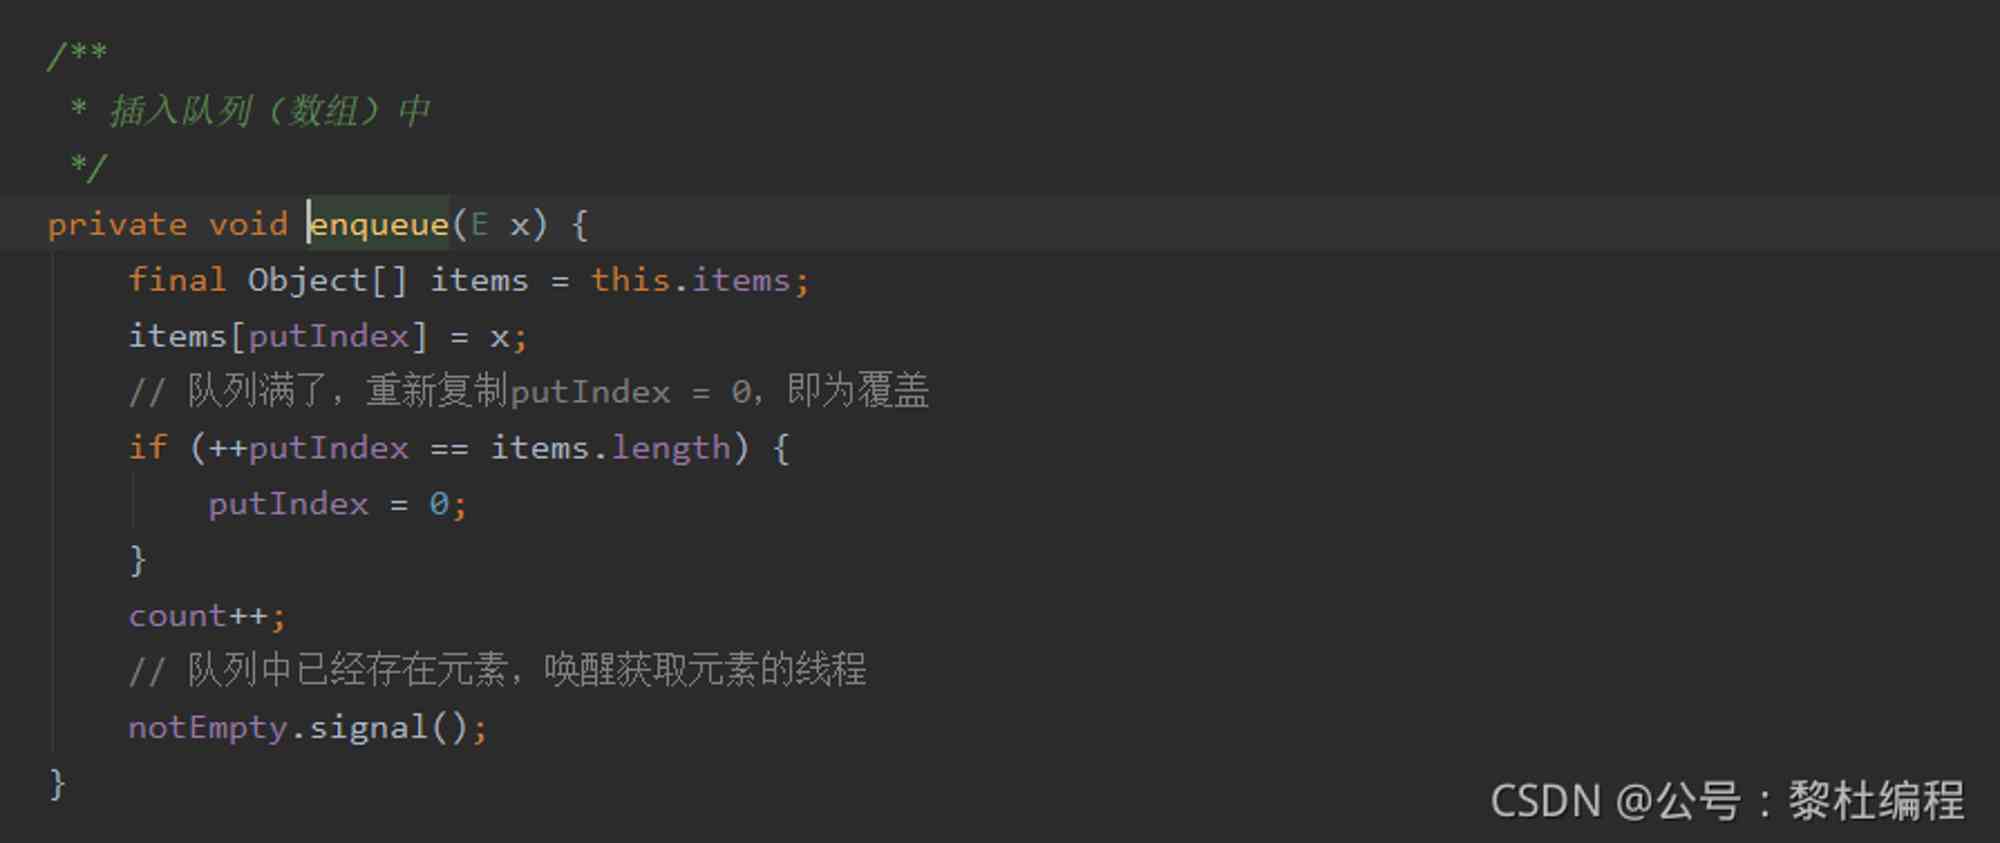 /**
 * 插入队列（数组）中
 */
private void enqueue(E x) {
    final Object[] items = this.items;
    items[putIndex] = x;
    // 队列满了，重新复制putIndex = 0，即为覆盖
    if (++putIndex == items.length) {
        putIndex = 0;
    }
    count++;
    // 队列中已经存在元素，唤醒获取元素的线程
    notEmpty.signal();
}
CSDN @公号：黎杜编程